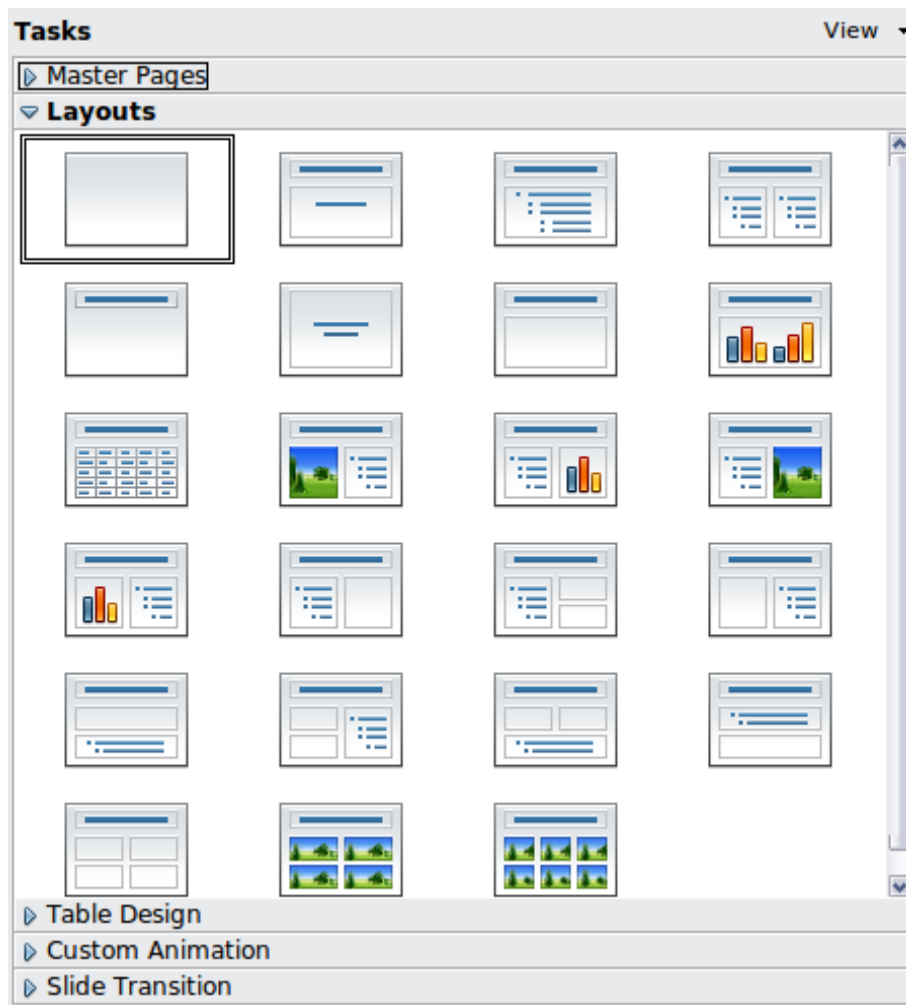 Tasks View
Master Pages
Layouts
Table Design
Custom Animation
Slide Transition